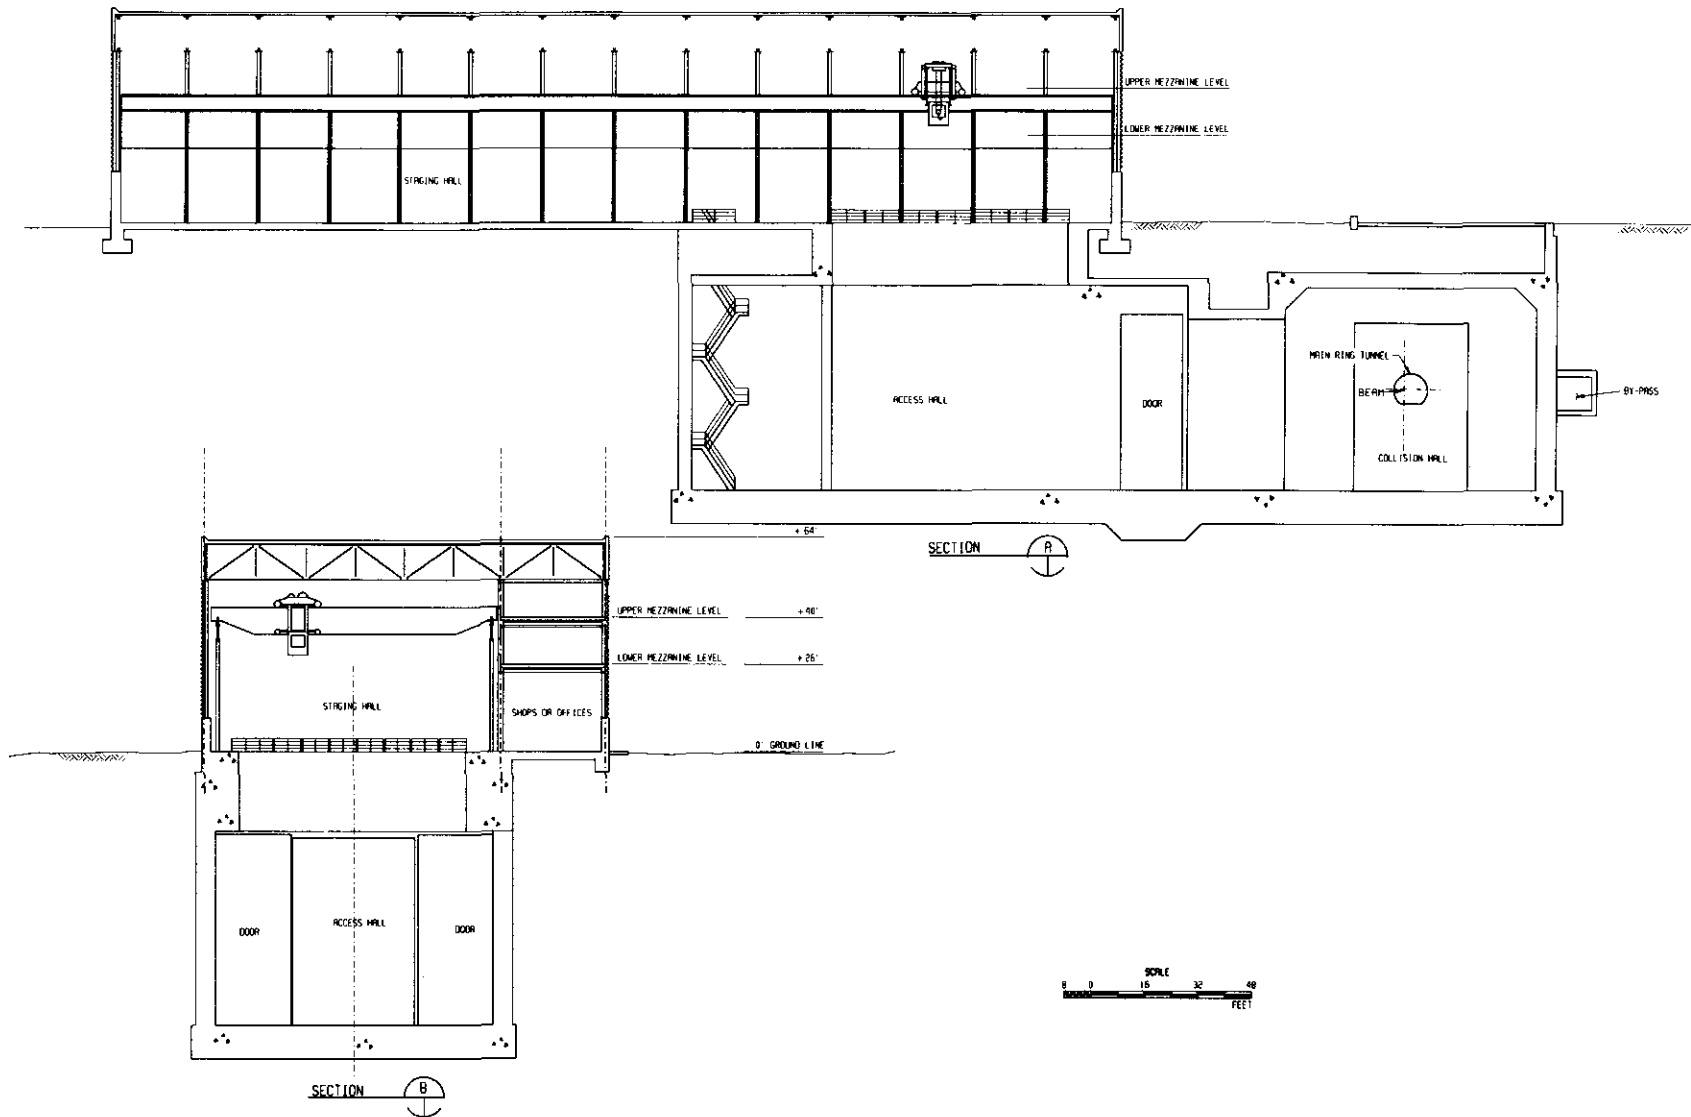 UPPER MEZZANINE LEVEL
LOWER MEZZANINE LEVEL
STAGING HALL
MAIN RING TUNNEL
BEAM
BY-PASS
ACCESS HALL
DOOR
COLLISION HALL
SECTION A
+ 64'
UPPER MEZZANINE LEVEL + 40'
LOWER MEZZANINE LEVEL + 26'
STAGING HALL
SHOPS OR OFFICES
0' GROUND LINE
DOOR
ACCESS HALL
DOOR
SCALE
8 0 16 32 48
FEET
SECTION B